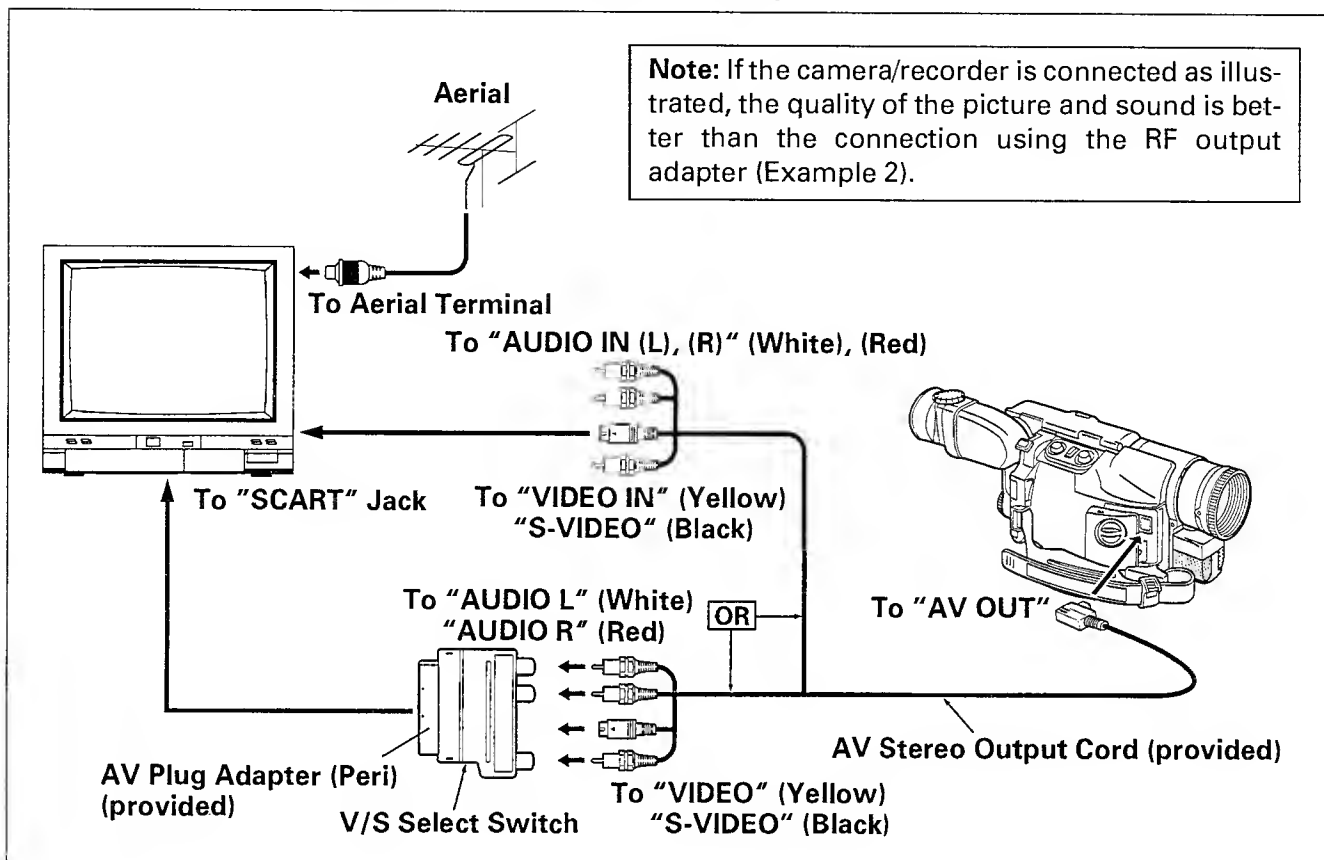 Note: If the camera/recorder is connected as illus-
trated, the quality of the picture and sound is bet-
ter than the connection using the RF output
adapter (Example 2).
Aerial
To Aerial Terminal
To "AUDIO IN (L), (R)" (White), (Red)
To "SCART" Jack
To "VIDEO IN" (Yellow)
"S-VIDEO" (Black)
To "AUDIO L" (White)
"AUDIO R" (Red)
OR
To "AV OUT"
AV Stereo Output Cord (provided)
AV Plug Adapter (Peri)
(provided)
V/S Select Switch
To "VIDEO" (Yellow)
"S-VIDEO" (Black)